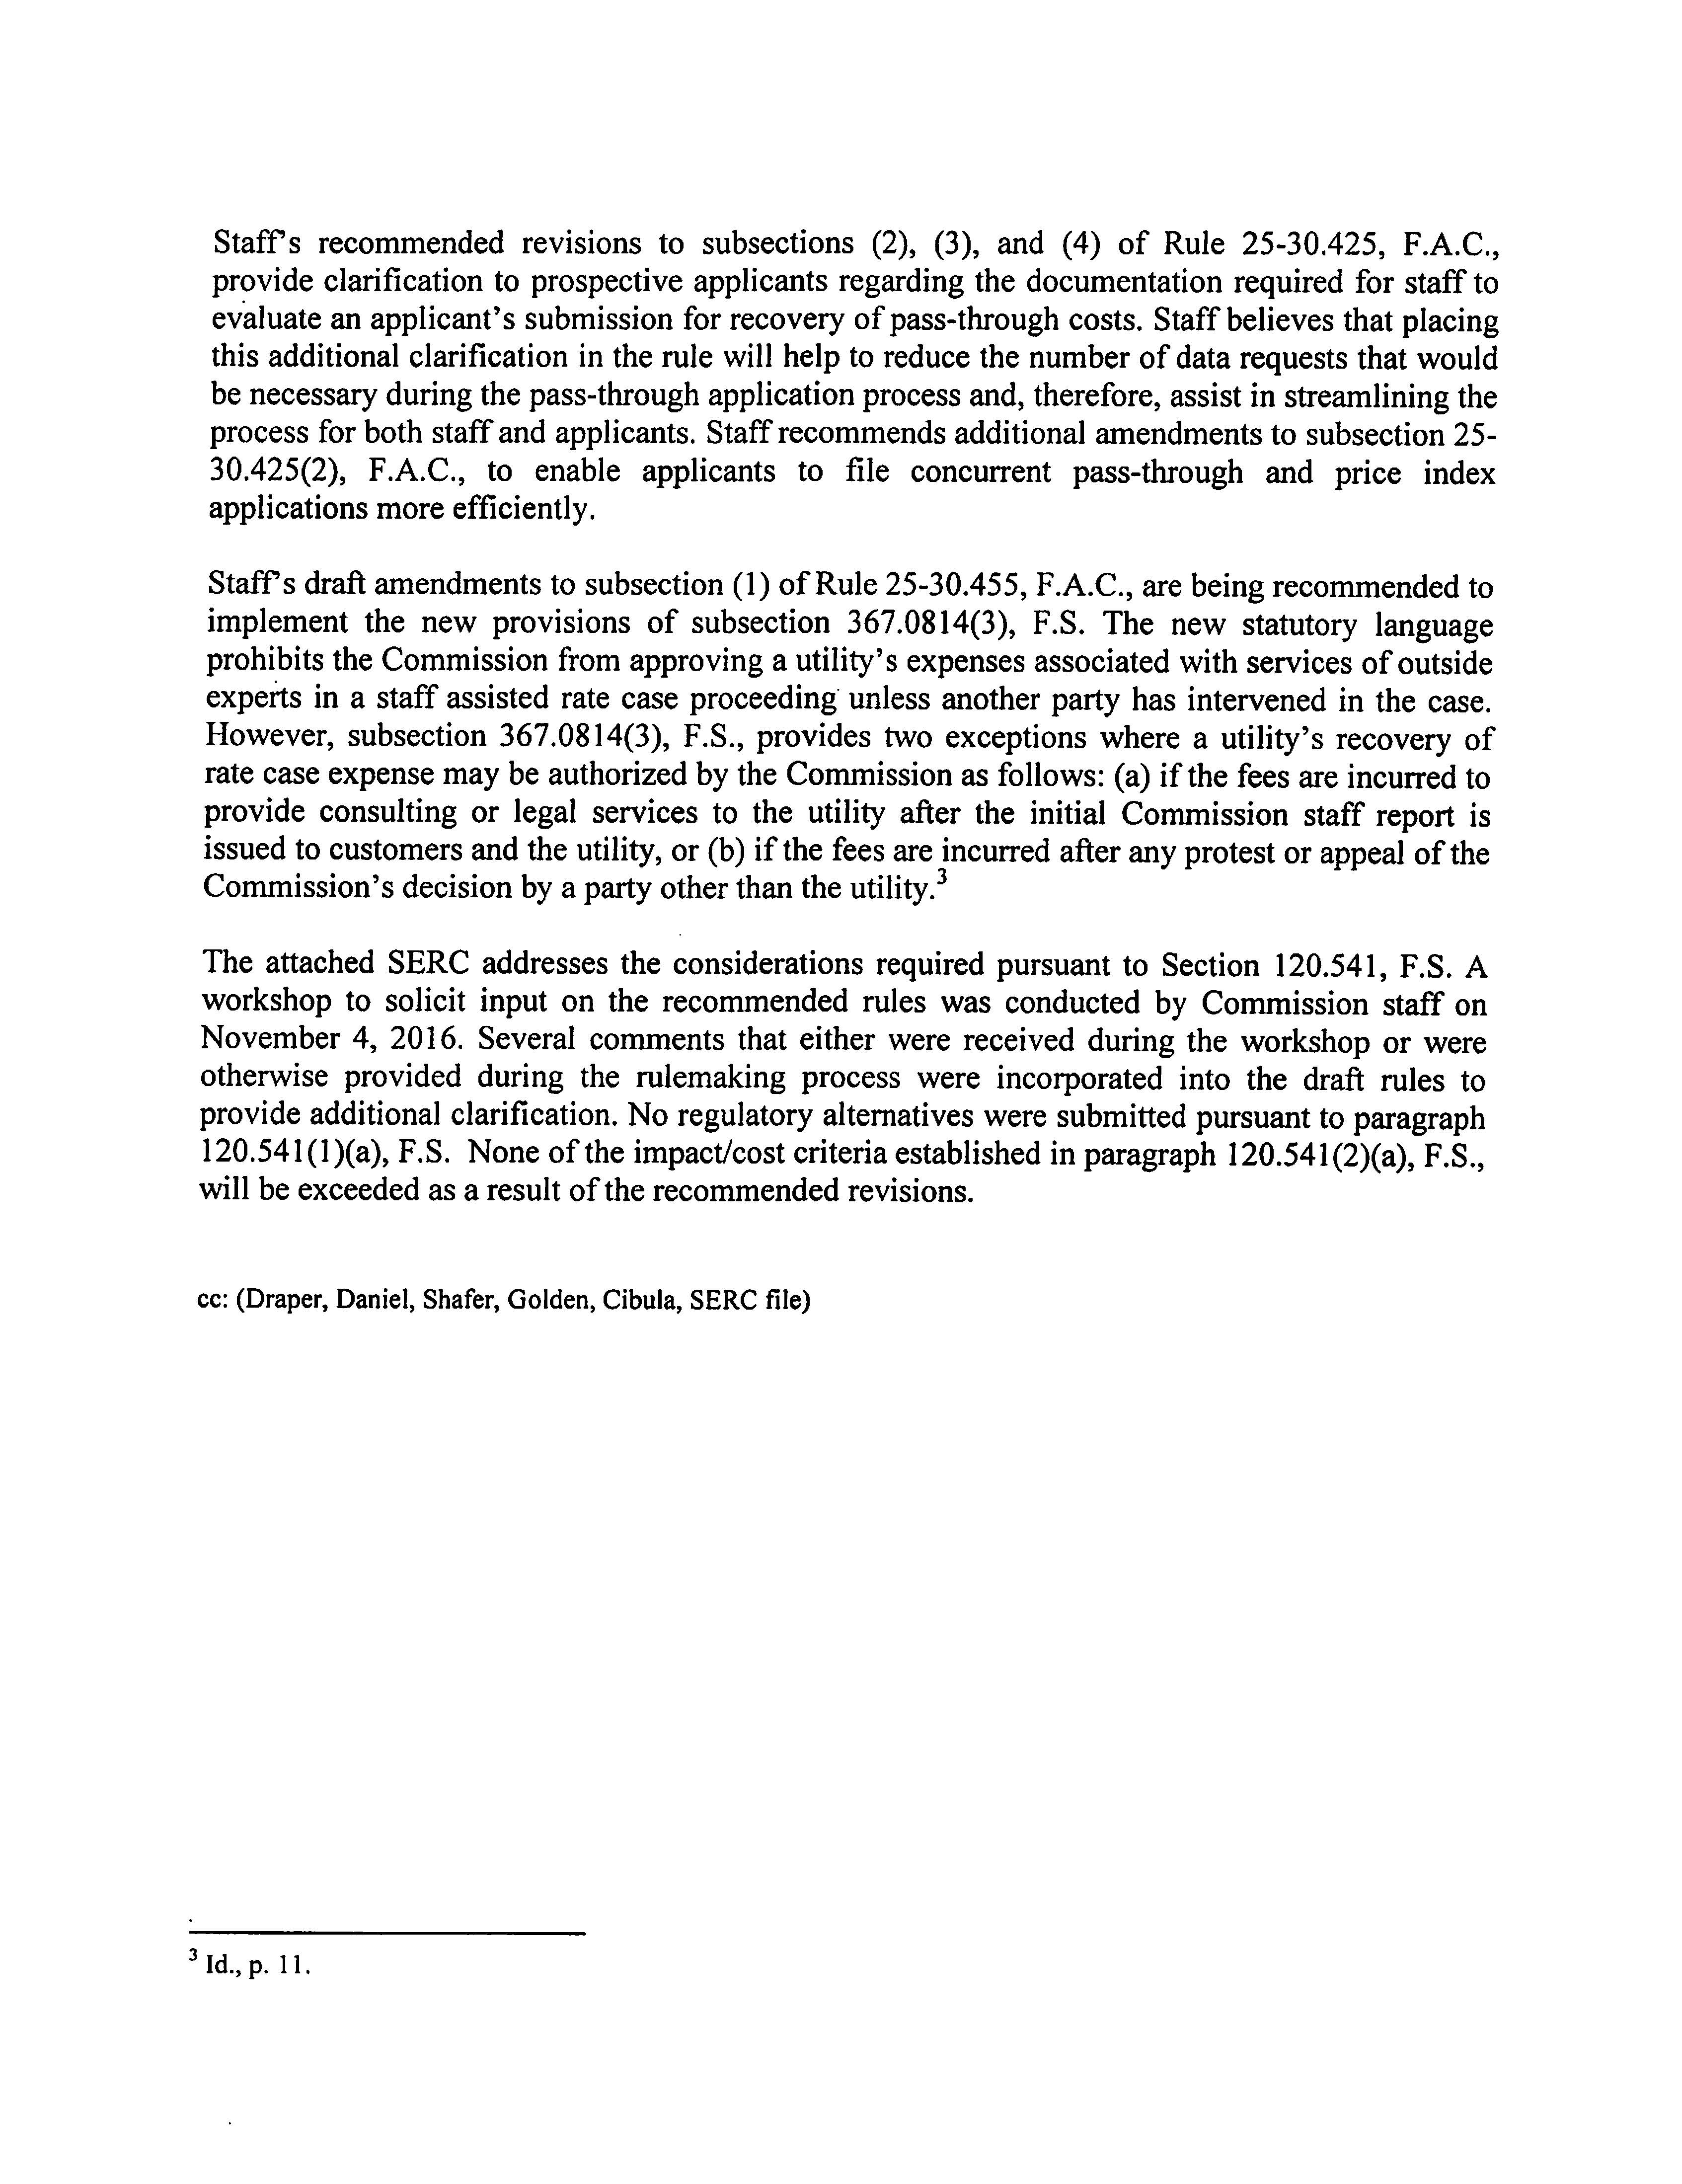 Staff's recommended revisions to subsections (2), (3), and (4) of Rule 25-30.425, F.A.C.,
provide clarification to prospective applicants regarding the documentation required for staff to
evaluate an applicant's submission for recovery of pass-through costs. Staff believes that placing
this additional clarification in the rule will help to reduce the number of data requests that would
be necessary during the pass-through application process and, therefore, assist in streamlining the
process for both staff and applicants. Staff recommends additional amendments to subsection 25-
30.425(2), F.A.C., to enable applicants to file concurrent pass-through and price index
applications more efficiently.
Staff's draft amendments to subsection (1) of Rule 25-30.455, F.A.C., are being recommended to
implement the new provisions of subsection 367.0814(3), F.S. The new statutory language
prohibits the Commission from approving a utility's expenses associated with services of outside
experts in a staff assisted rate case proceeding unless another party has intervened in the case.
However, subsection 367.0814(3), F.S., provides two exceptions where a utility's recovery of
rate case expense may be authorized by the Commission as follows: (a) if the fees are incurred to
provide consulting or legal services to the utility after the initial Commission staff report is
issued to customers and the utility, or (b) if the fees are incurred after any protest or appeal of the
Commission's decision by a party other than the utility.³
The attached SERC addresses the considerations required pursuant to Section 120.541, F.S. A
workshop to solicit input on the recommended rules was conducted by Commission staff on
November 4, 2016. Several comments that either were received during the workshop or were
otherwise provided during the rulemaking process were incorporated into the draft rules to
provide additional clarification. No regulatory alternatives were submitted pursuant to paragraph
120.541(1)(a), F.S. None of the impact/cost criteria established in paragraph 120.541(2)(a), F.S.,
will be exceeded as a result of the recommended revisions.
cc: (Draper, Daniel, Shafer, Golden, Cibula, SERC file)
³ Id., p. 11.